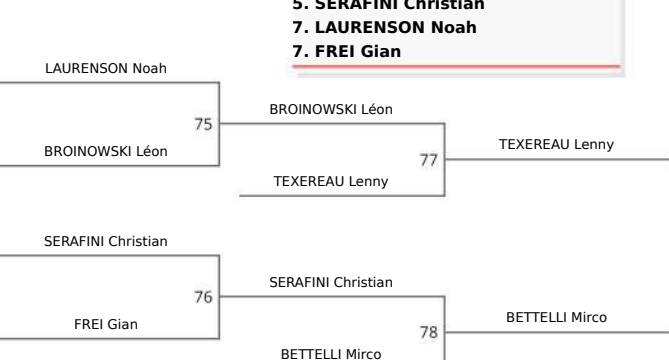 5. SERAFINI Christian
7. LAURENSON Noah
7. FREI Gian
LAURENSON Noah
75
BROINOWSKI Léon
BROINOWSKI Léon
77
TEXEREAU Lenny
TEXEREAU Lenny
SERAFINI Christian
76
FREI Gian
SERAFINI Christian
78
BETTELLI Mirco
BETTELLI Mirco